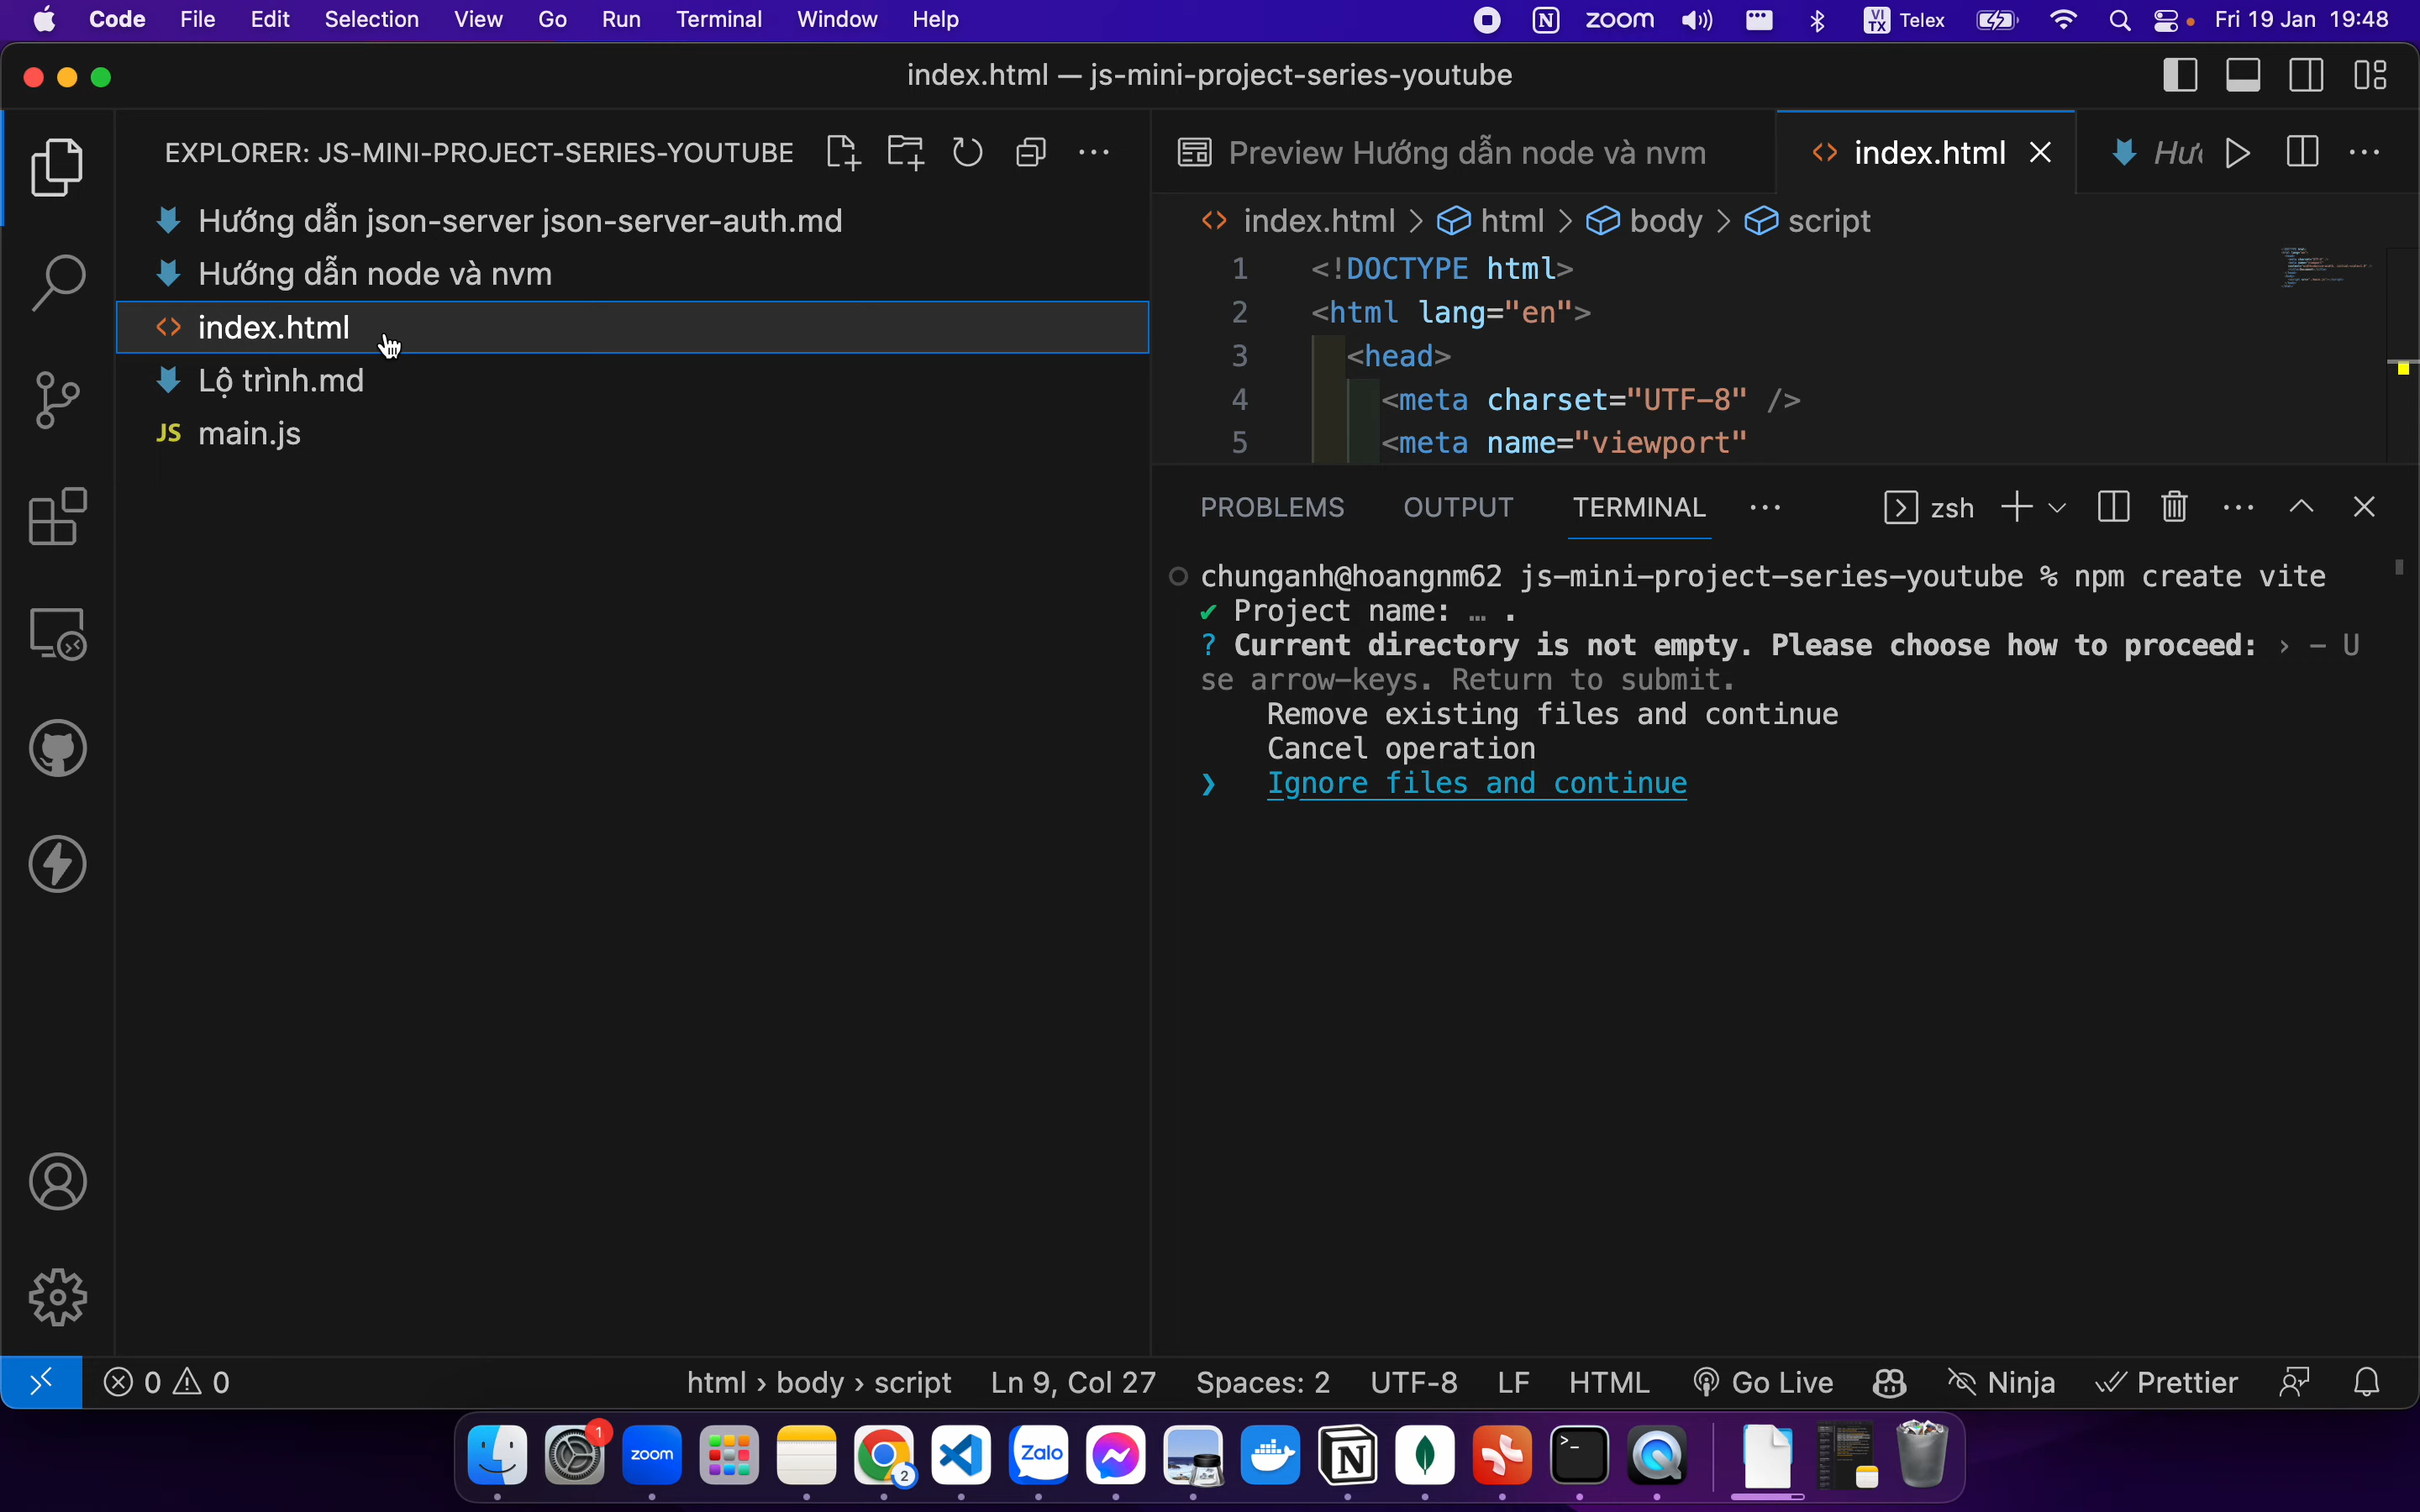 Code File Edit Selection View Go Run Terminal Window Help
zoom VI TX Telex Fri 19 Jan 19:48
index.html — js-mini-project-series-youtube
EXPLORER: JS-MINI-PROJECT-SERIES-YOUTUBE
Hướng dẫn json-server json-server-auth.md
Hướng dẫn node và nvm
<> index.html
Lộ trình.md
JS main.js
Preview Hướng dẫn node và nvm
<> index.html
<> index.html > html > body > script
1 <!DOCTYPE html>
2 <html lang="en">
3 <head>
4 <meta charset="UTF-8" />
5 <meta name="viewport"
PROBLEMS OUTPUT TERMINAL ··· zsh
chunganh@hoangnm62 js-mini-project-series-youtube % npm create vite
✔ Project name: … .
? Current directory is not empty. Please choose how to proceed: › - U
se arrow-keys. Return to submit.
Remove existing files and continue
Cancel operation
❯ Ignore files and continue
0 0 html › body › script Ln 9, Col 27 Spaces: 2 UTF-8 LF HTML Go Live Ninja Prettier
1
zoom
2
Zalo